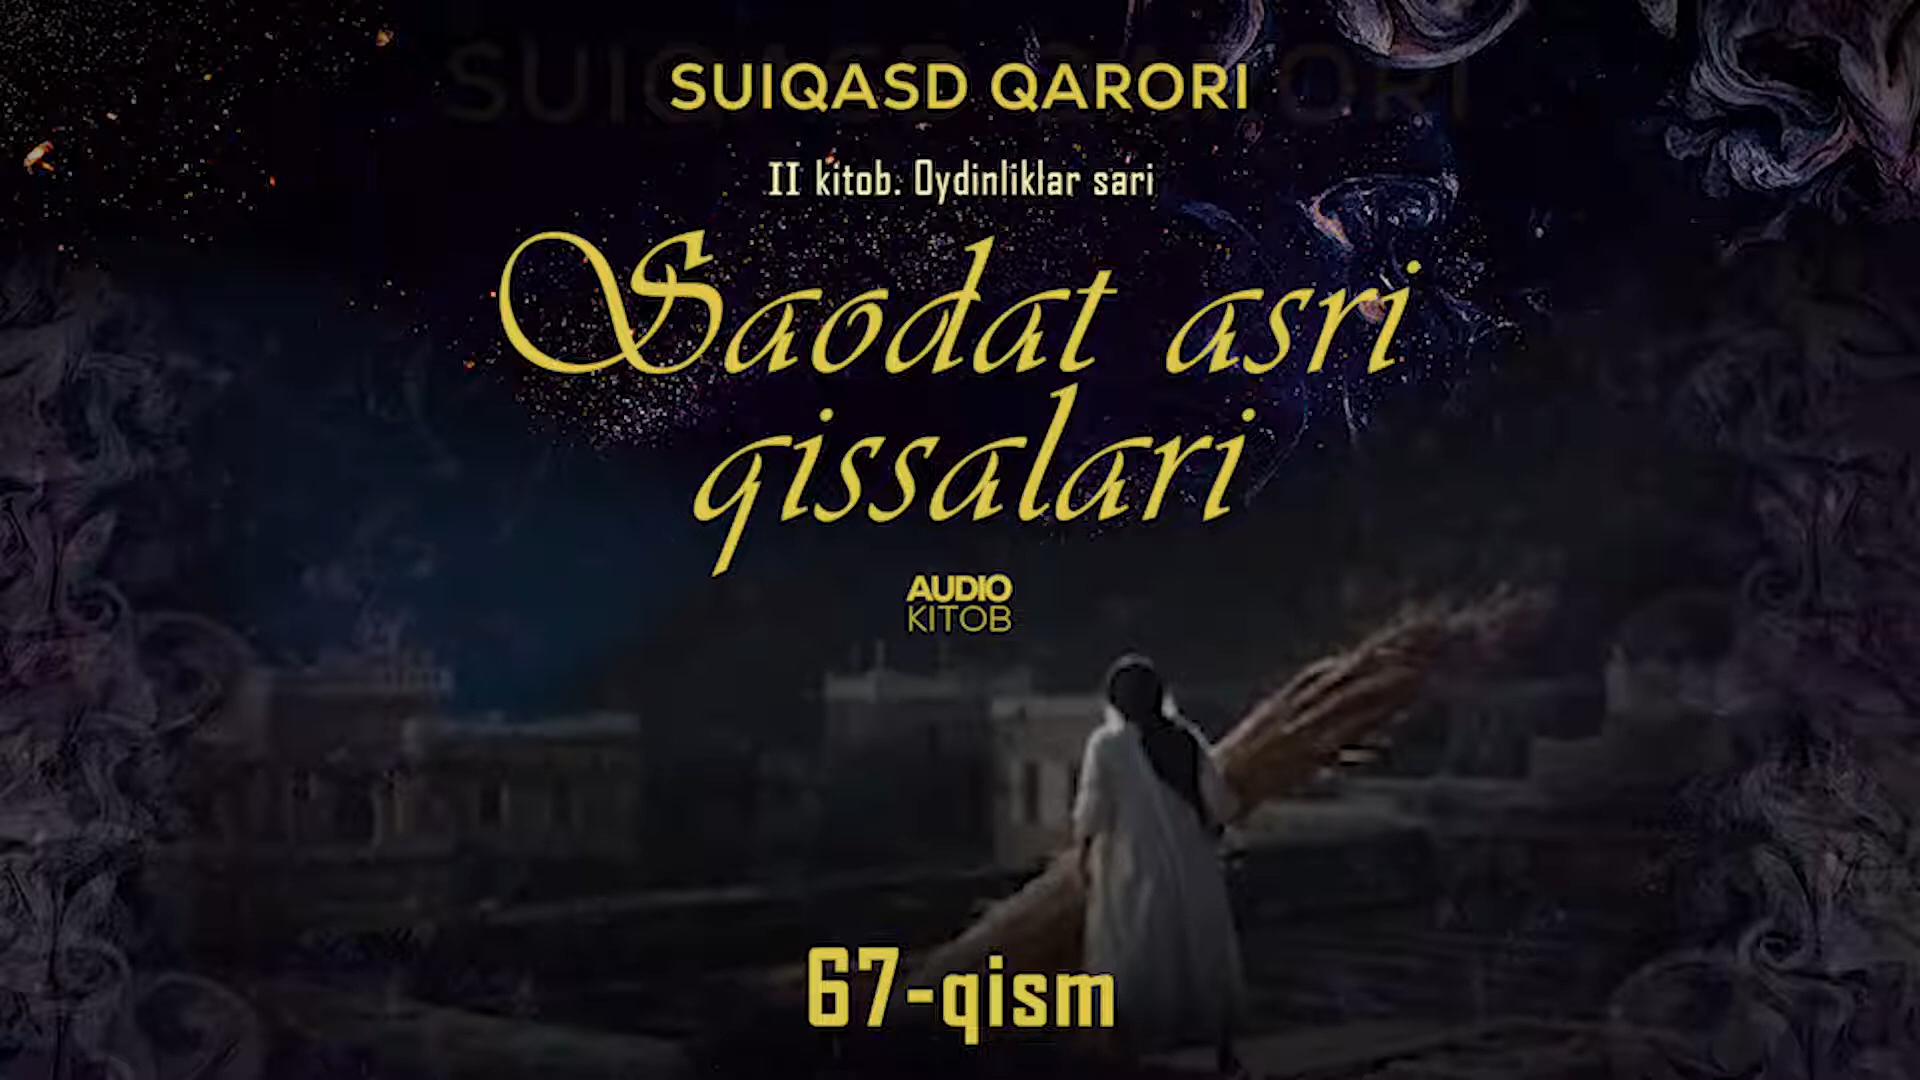 SUIQASD QARORI
II kitob. Oydinliklar sari
Saodat asri
qissalari
AUDIO
KITOB
67-qism